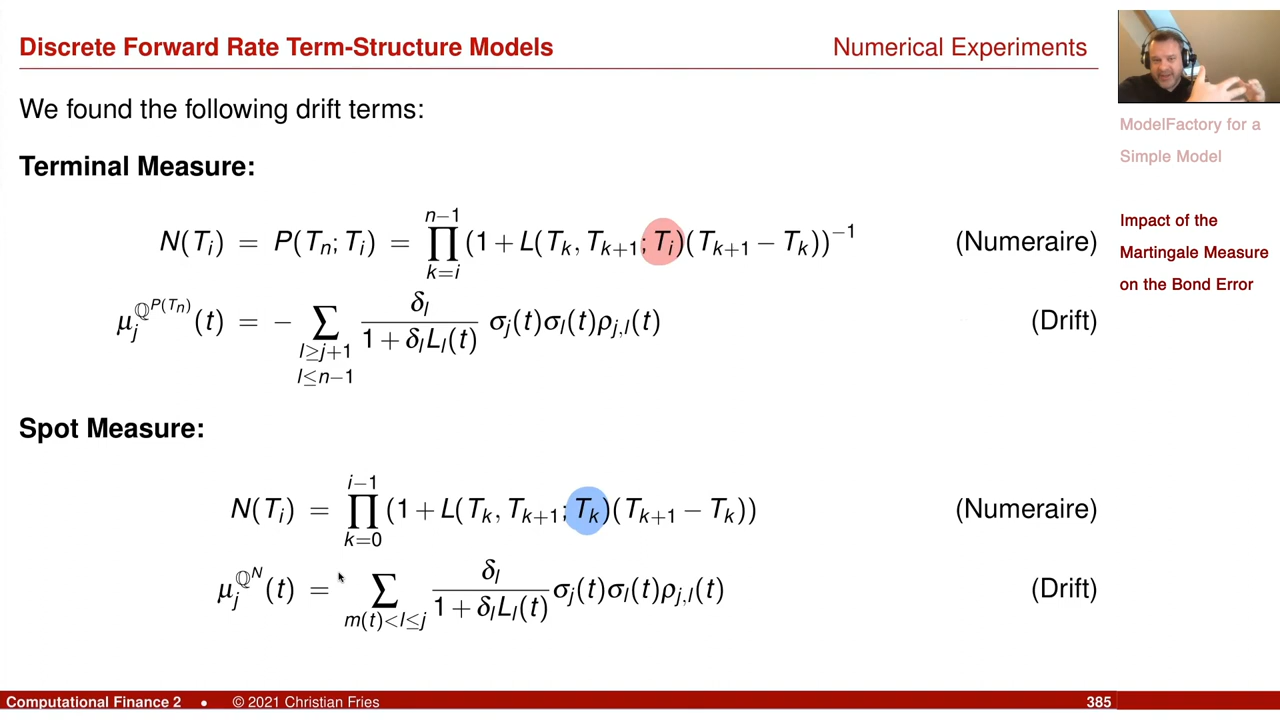 Discrete Forward Rate Term-Structure Models
Numerical Experiments
We found the following drift terms:
Terminal Measure:
N(Tᵢ) = P(Tₙ; Tᵢ) = ∏_{k=i}^{n−1} (1 + L(T_k, T_{k+1}; T_i)(T_{k+1} − T_k))^{−1} (Numeraire)
μ_j^{ℚ^{P(T_n)}}(t) = − ∑_{l≥j+1, l≤n−1} δ_l / (1 + δ_l L_l(t)) σ_j(t)σ_l(t)ρ_{j,l}(t) (Drift)
Spot Measure:
N(T_i) = ∏_{k=0}^{i−1} (1 + L(T_k, T_{k+1}; T_k)(T_{k+1} − T_k)) (Numeraire)
μ_j^{ℚ^N}(t) = ∑_{m(t)<l≤j} δ_l / (1 + δ_l L_l(t)) σ_j(t)σ_l(t)ρ_{j,l}(t) (Drift)
ModelFactory for a
Simple Model
Impact of the
Martingale Measure
on the Bond Error
Computational Finance 2 • © 2021 Christian Fries 385